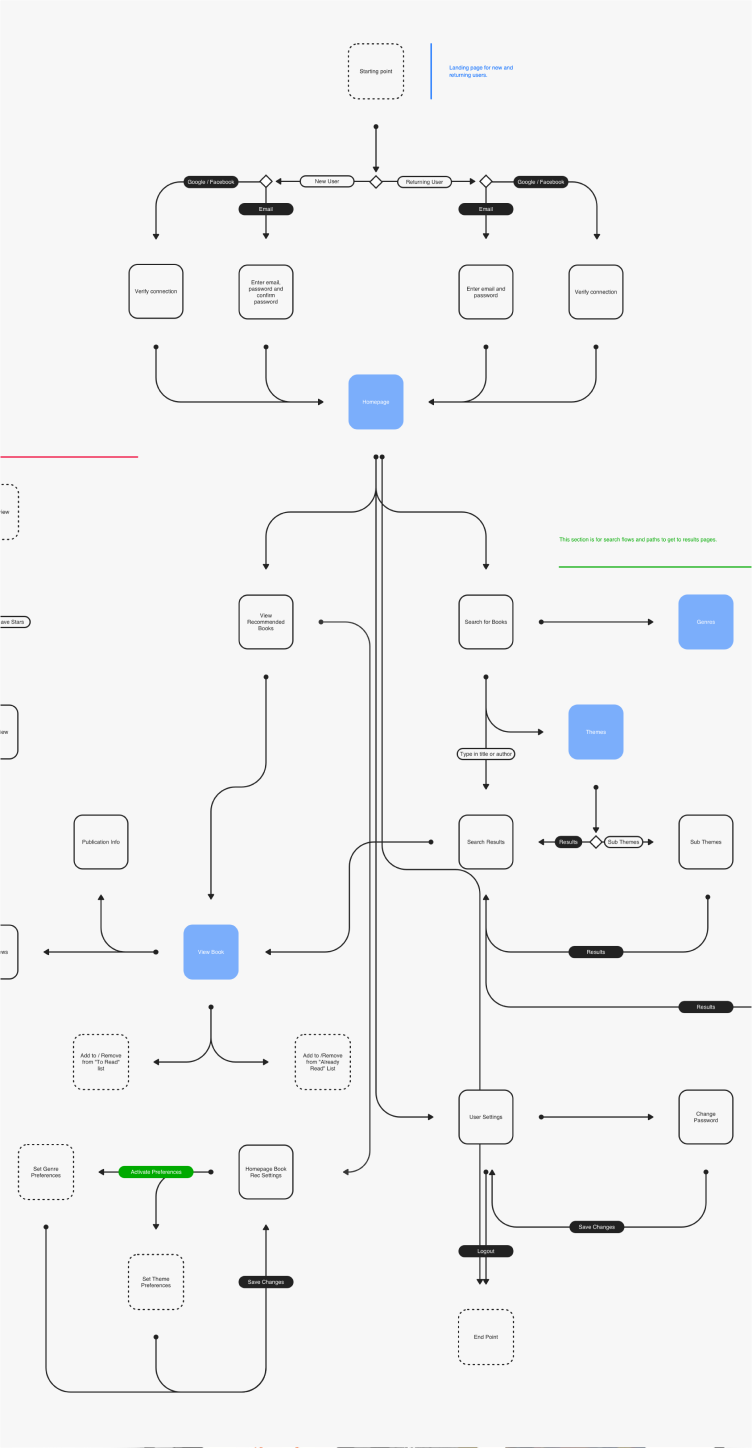 Starting point
Landing page for new and
returning users.
Google / Facebook
New User
Returning User
Google / Facebook
Email
Email
Verify connection
Enter email,
password and
confirm
password
Enter email and
password
Verify connection
Homepage
This section is for search flows and paths to get to results pages.
ave Stars
View
Recommended
Books
Search for Books
Genres
Themes
Type in title or author
Publication Info
Search Results
Results
Sub Themes
Sub Themes
View Book
Results
Results
Add to / Remove
from "To Read"
list
Add to /Remove
from "Already
Read" List
User Settings
Change
Password
Set Genre
Preferences
Activate Preferences
Homepage Book
Rec Settings
Save Changes
Logout
Set Theme
Preferences
Save Changes
End Point